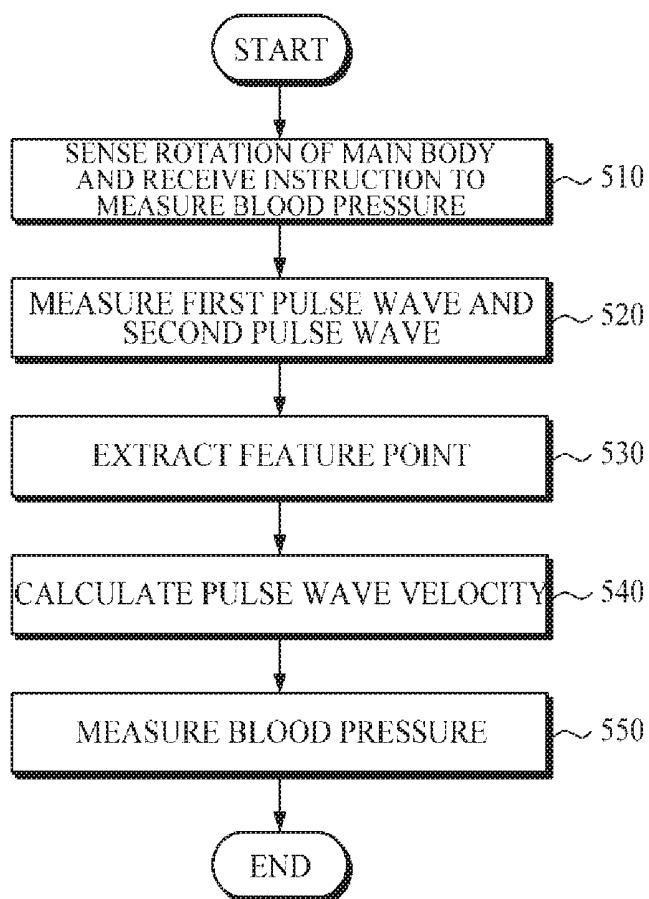 START
SENSE ROTATION OF MAIN BODY
AND RECEIVE INSTRUCTION TO
MEASURE BLOOD PRESSURE
510
MEASURE FIRST PULSE WAVE AND
SECOND PULSE WAVE
520
EXTRACT FEATURE POINT
530
CALCULATE PULSE WAVE VELOCITY
540
MEASURE BLOOD PRESSURE
550
END